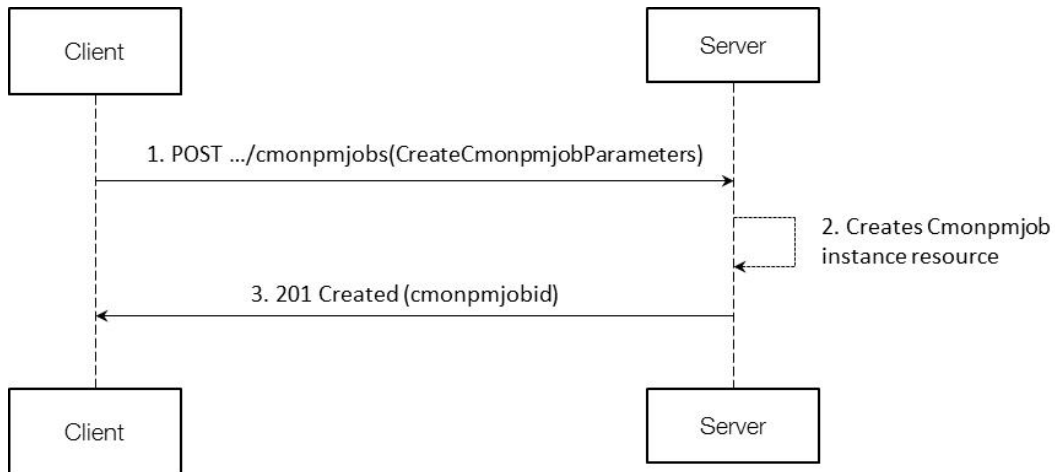 Client
Server
1. POST .../cmonpmjobs(CreateCmonpmjobParameters)
2. Creates Cmonpmjob
instance resource
3. 201 Created (cmonpmjobid)
Client
Server